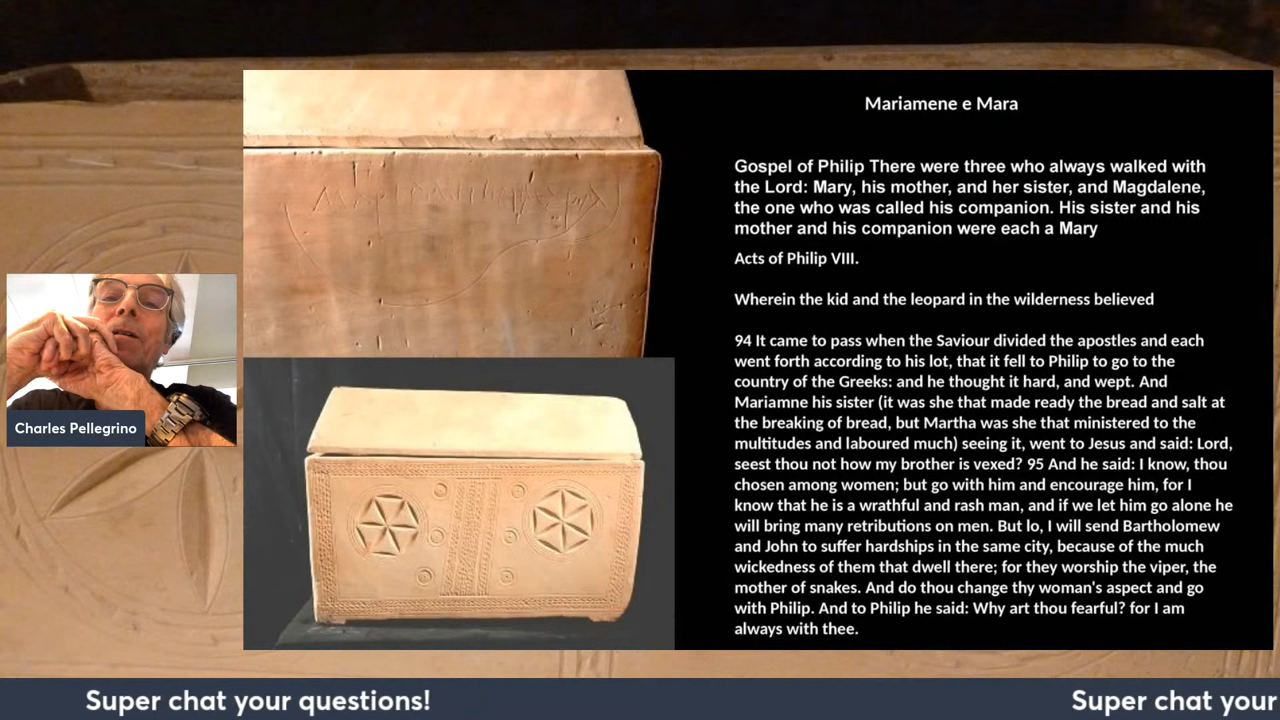 Mariamene e Mara
Gospel of Philip There were three who always walked with
the Lord: Mary, his mother, and her sister, and Magdalene,
the one who was called his companion. His sister and his
mother and his companion were each a Mary
Acts of Philip VIII.
Wherein the kid and the leopard in the wilderness believed
94 It came to pass when the Saviour divided the apostles and each
went forth according to his lot, that it fell to Philip to go to the
country of the Greeks: and he thought it hard, and wept. And
Mariamne his sister (it was she that made ready the bread and salt at
the breaking of bread, but Martha was she that ministered to the
multitudes and laboured much) seeing it, went to Jesus and said: Lord,
seest thou not how my brother is vexed? 95 And he said: I know, thou
chosen among women; but go with him and encourage him, for I
know that he is a wrathful and rash man, and if we let him go alone he
will bring many retributions on men. But lo, I will send Bartholomew
and John to suffer hardships in the same city, because of the much
wickedness of them that dwell there; for they worship the viper, the
mother of snakes. And do thou change thy woman's aspect and go
with Philip. And to Philip he said: Why art thou fearful? for I am
always with thee.
Charles Pellegrino
Super chat your questions!
Super chat your